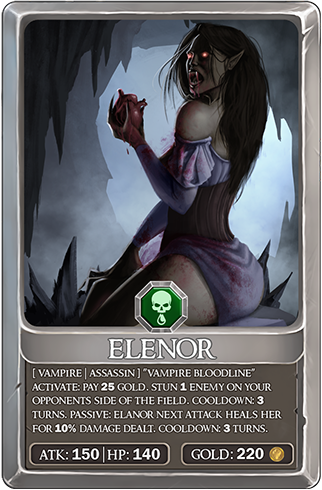 ELENOR
[ VAMPIRE | ASSASSIN ] "VAMPIRE BLOODLINE"
ACTIVATE: PAY 25 GOLD. STUN 1 ENEMY ON YOUR
OPPONENTS SIDE OF THE FIELD. COOLDOWN: 3
TURNS. PASSIVE: ELANOR NEXT ATTACK HEALS HER
FOR 10% DAMAGE DEALT. COOLDOWN: 3 TURNS.
ATK: 150 | HP: 140 GOLD: 220